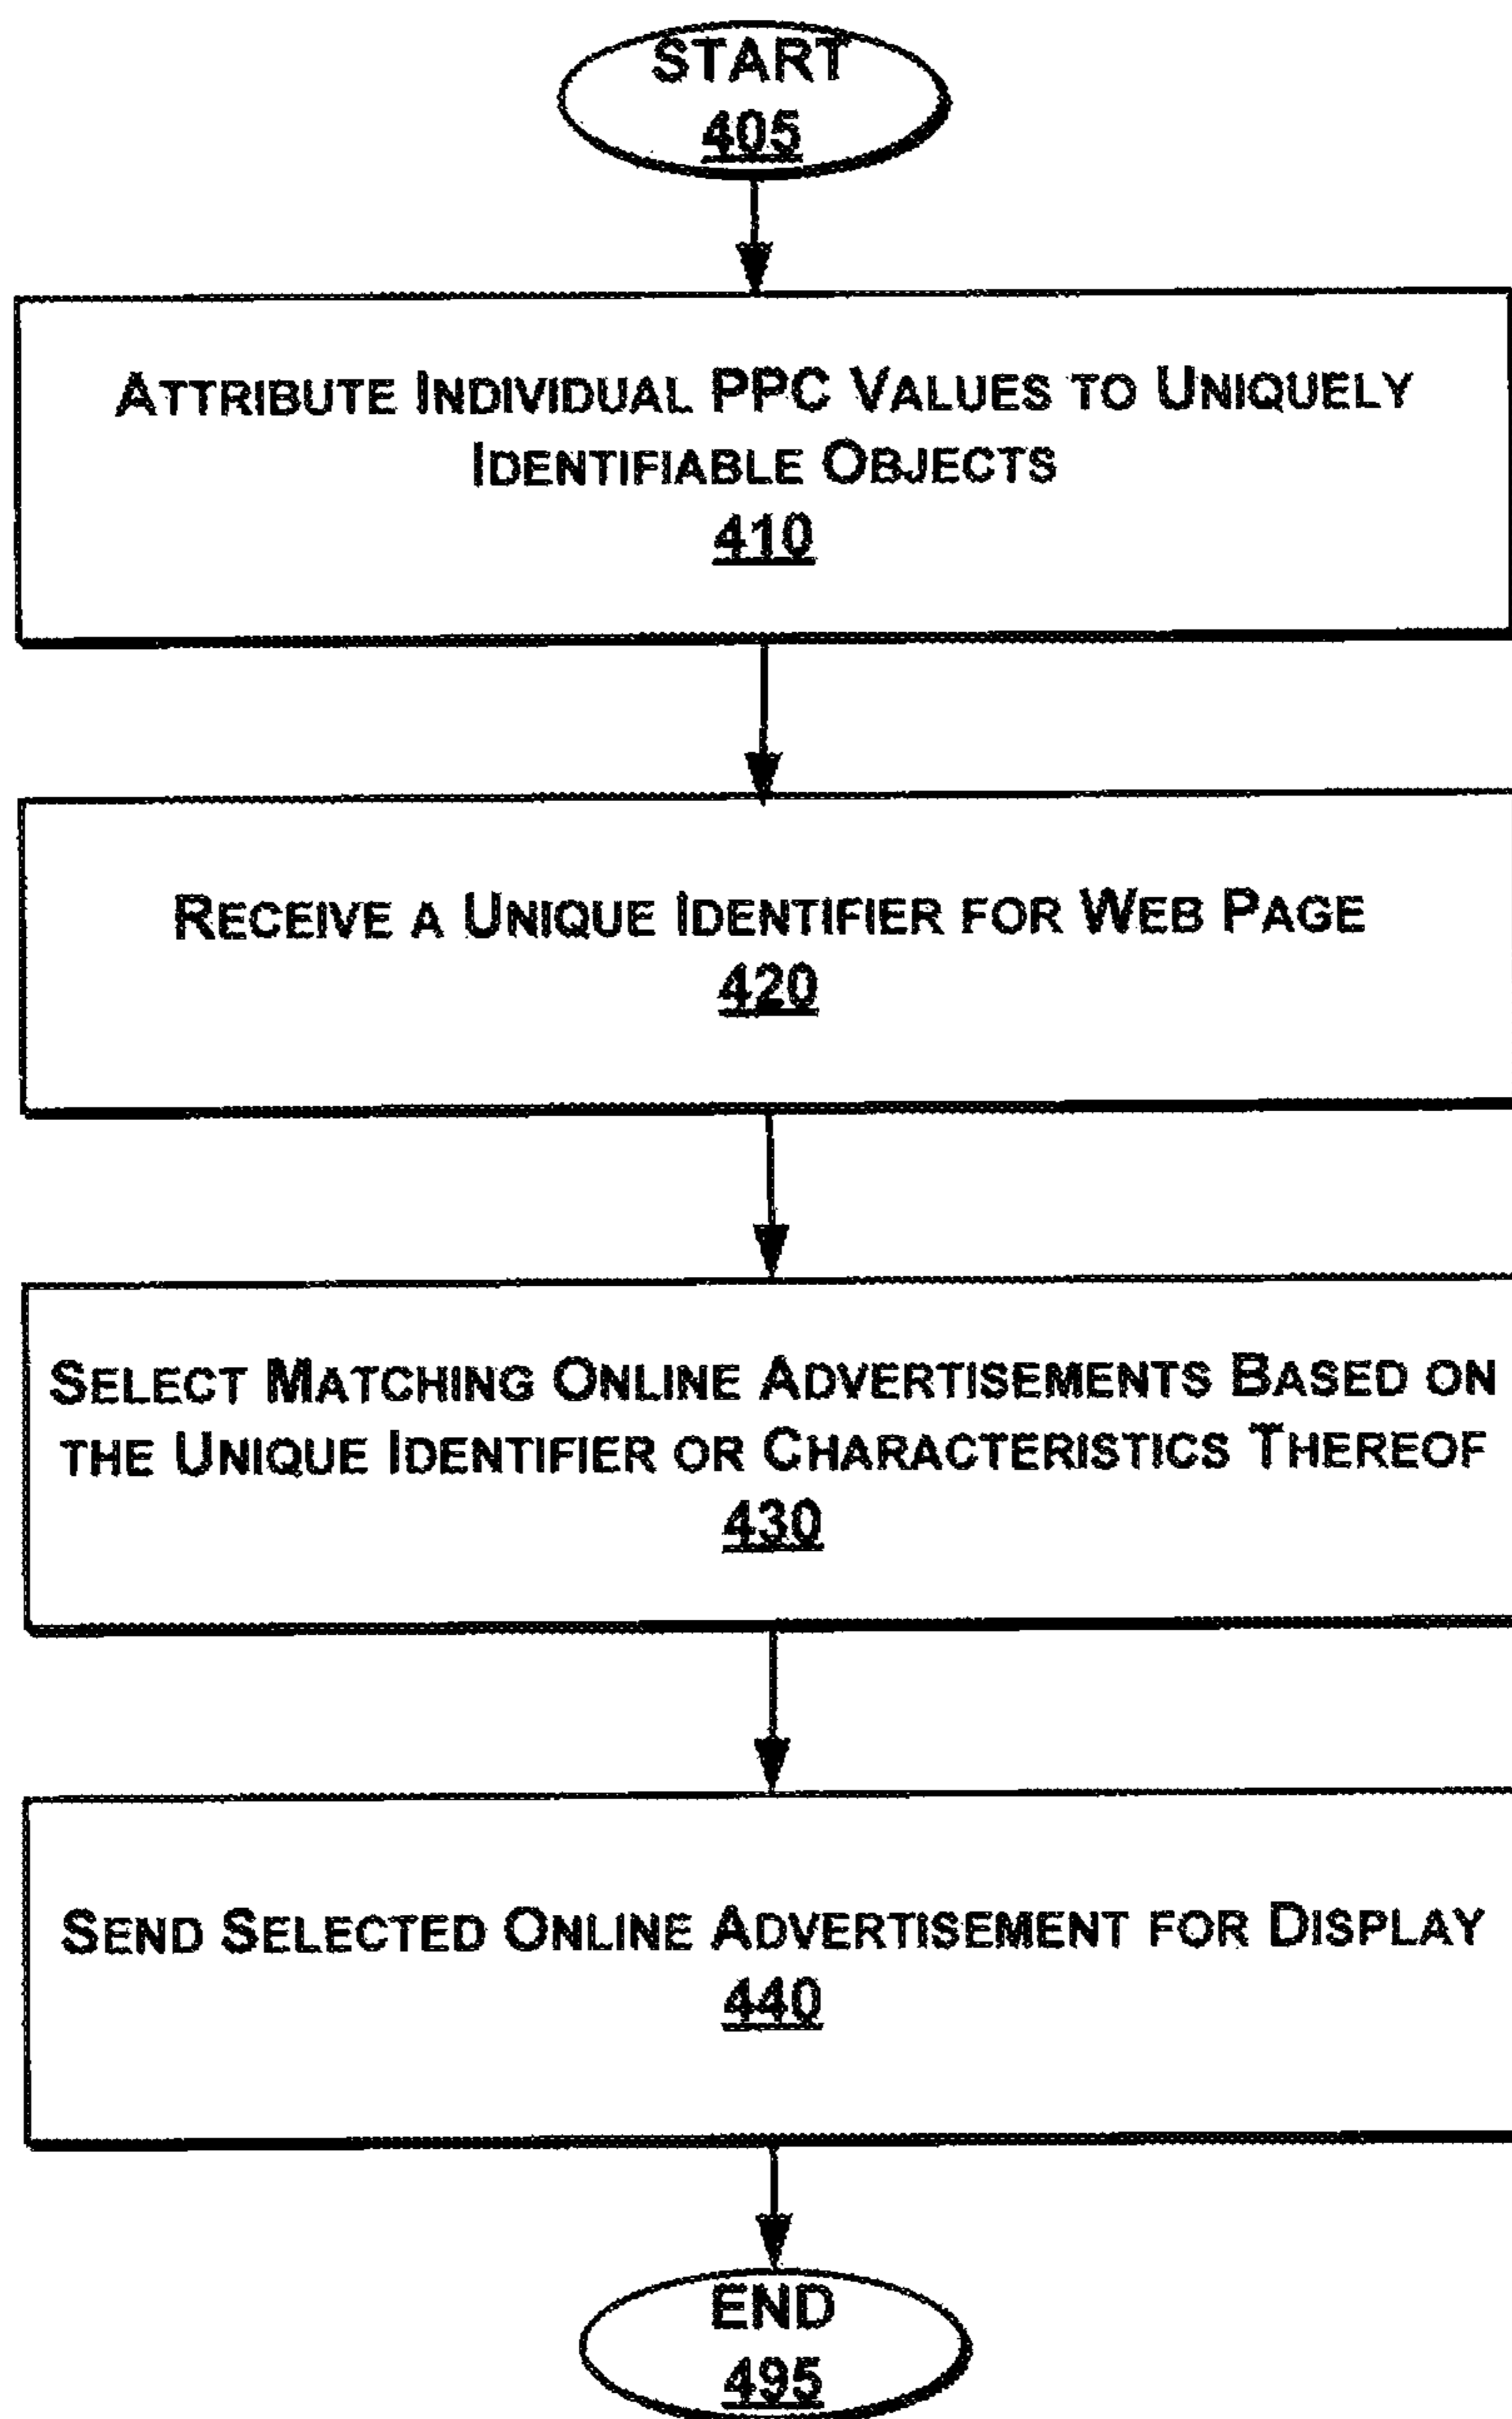 START
405
ATTRIBUTE INDIVIDUAL PPC VALUES TO UNIQUELY
IDENTIFIABLE OBJECTS
410
RECEIVE A UNIQUE IDENTIFIER FOR WEB PAGE
420
SELECT MATCHING ONLINE ADVERTISEMENTS BASED ON
THE UNIQUE IDENTIFIER OR CHARACTERISTICS THEREOF
430
SEND SELECTED ONLINE ADVERTISEMENT FOR DISPLAY
440
END
495